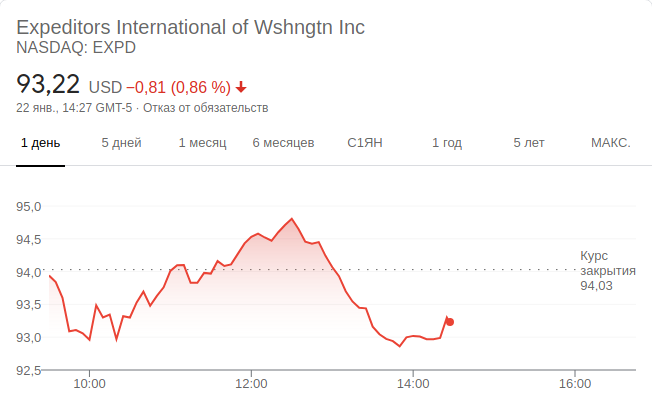 Expeditors International of Wshngtn Inc
NASDAQ: EXPD
93,22 USD −0,81 (0,86 %)
22 янв., 14:27 GMT-5 · Отказ от обязательств
1 день 5 дней 1 месяц 6 месяцев С1ЯН 1 год 5 лет МАКС.
95,0
94,5
94,0
93,5
93,0
92,5
Курс
закрытия
94,03
10:00 12:00 14:00 16:00